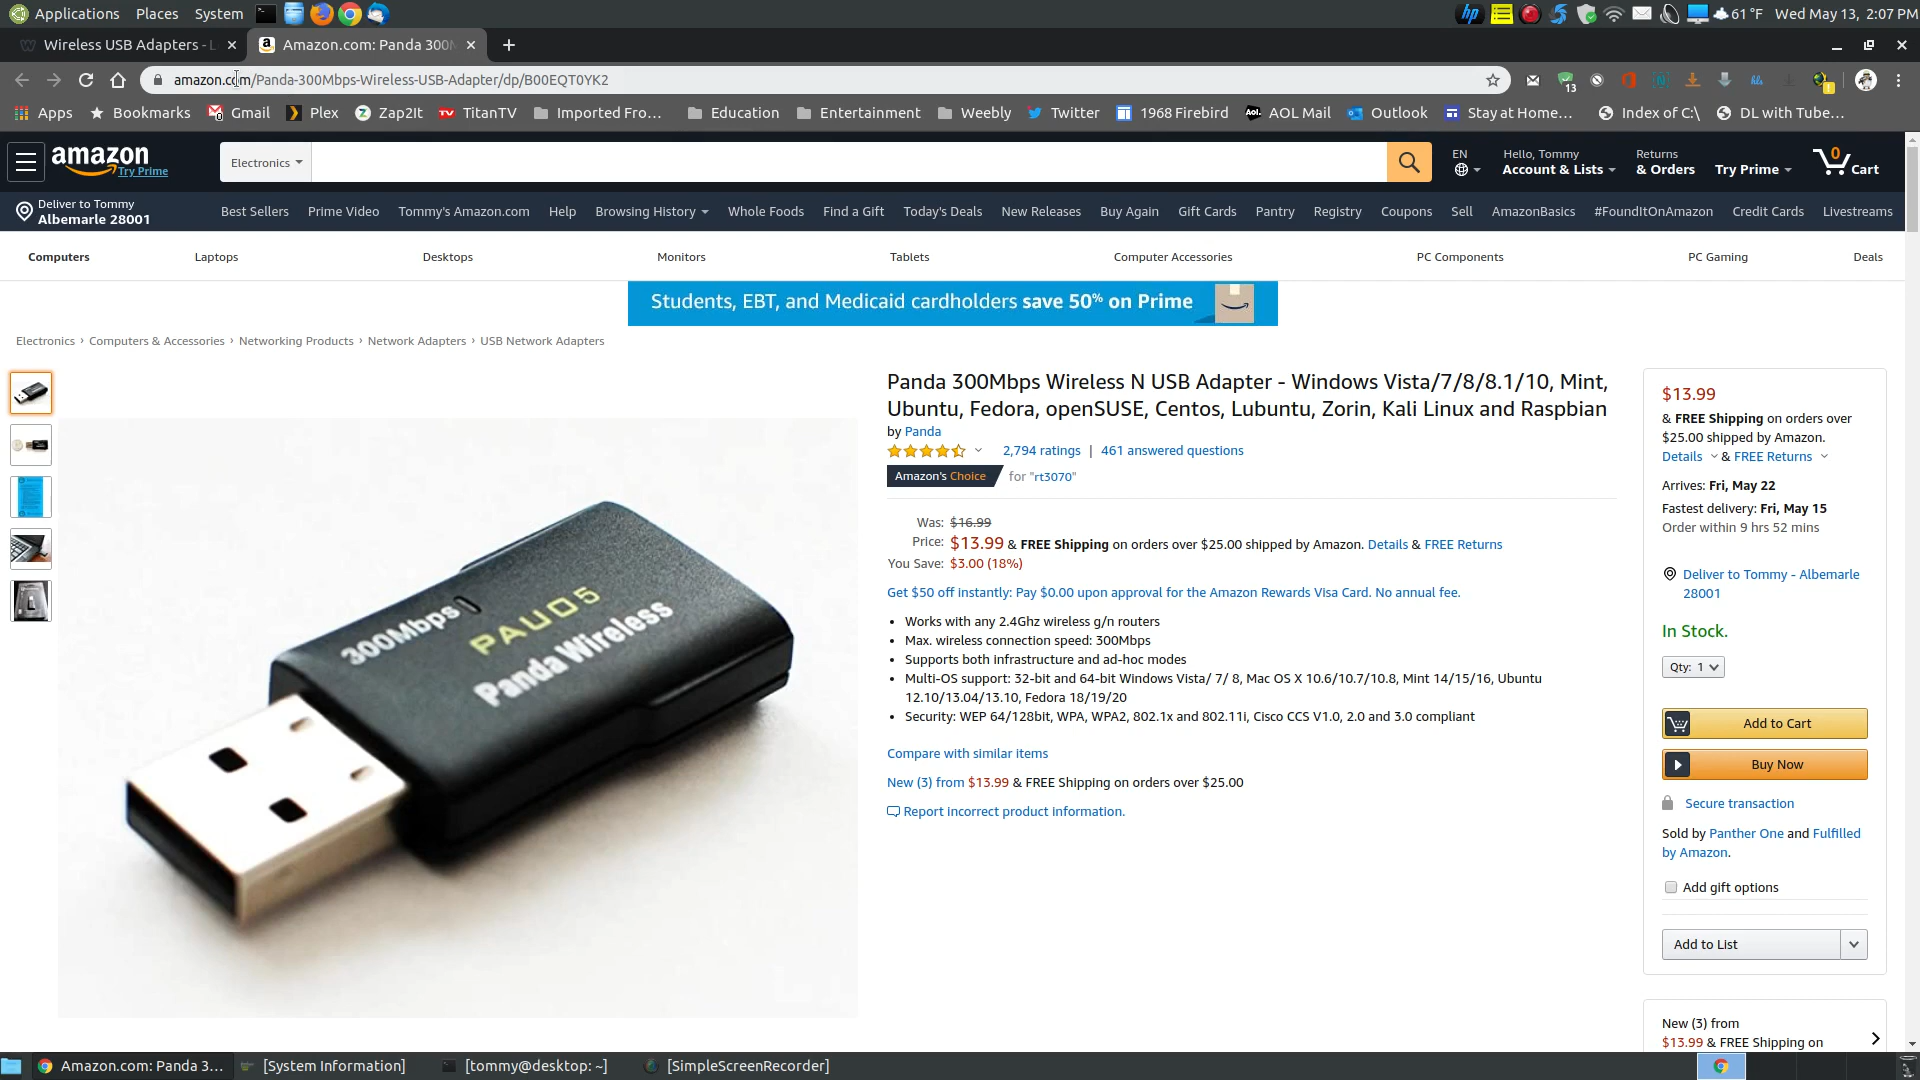 Applications Places System
61 °F Wed May 13, 2:07 PM
Wireless USB Adapters - L
Amazon.com: Panda 300M
amazon.com/Panda-300Mbps-Wireless-USB-Adapter/dp/B00EQT0YK2
13
Apps Bookmarks Gmail Plex Zap2It TitanTV Imported Fro... Education Entertainment Weebly Twitter 1968 Firebird AOL Mail Outlook Stay at Home... Index of C:\ DL with Tube...
amazon
Try Prime
Electronics
EN
Hello, Tommy
Account & Lists
Returns
& Orders
Try Prime
0
Cart
Deliver to Tommy
Albemarle 28001
Best Sellers Prime Video Tommy's Amazon.com Help Browsing History Whole Foods Find a Gift Today's Deals New Releases Buy Again Gift Cards Pantry Registry Coupons Sell AmazonBasics #FoundItOnAmazon Credit Cards Livestreams
Computers Laptops Desktops Monitors Tablets Computer Accessories PC Components PC Gaming Deals
Students, EBT, and Medicaid cardholders save 50% on Prime
Electronics › Computers & Accessories › Networking Products › Network Adapters › USB Network Adapters
300Mbps
PAU05
Panda Wireless
Panda 300Mbps Wireless N USB Adapter - Windows Vista/7/8/8.1/10, Mint,
Ubuntu, Fedora, openSUSE, Centos, Lubuntu, Zorin, Kali Linux and Raspbian
by Panda
2,794 ratings | 461 answered questions
Amazon's Choice for "rt3070"
Was: $16.99
Price: $13.99 & FREE Shipping on orders over $25.00 shipped by Amazon. Details & FREE Returns
You Save: $3.00 (18%)
Get $50 off instantly: Pay $0.00 upon approval for the Amazon Rewards Visa Card. No annual fee.
• Works with any 2.4Ghz wireless g/n routers
• Max. wireless connection speed: 300Mbps
• Supports both infrastructure and ad-hoc modes
• Multi-OS support: 32-bit and 64-bit Windows Vista/ 7/ 8, Mac OS X 10.6/10.7/10.8, Mint 14/15/16, Ubuntu
12.10/13.04/13.10, Fedora 18/19/20
• Security: WEP 64/128bit, WPA, WPA2, 802.1x and 802.11i, Cisco CCS V1.0, 2.0 and 3.0 compliant
Compare with similar items
New (3) from $13.99 & FREE Shipping on orders over $25.00
Report incorrect product information.
$13.99
& FREE Shipping on orders over
$25.00 shipped by Amazon.
Details & FREE Returns
Arrives: Fri, May 22
Fastest delivery: Fri, May 15
Order within 9 hrs 52 mins
Deliver to Tommy - Albemarle
28001
In Stock.
Qty: 1
Add to Cart
Buy Now
Secure transaction
Sold by Panther One and Fulfilled
by Amazon.
Add gift options
Add to List
New (3) from
$13.99 & FREE Shipping on
Amazon.com: Panda 3... [System Information] [tommy@desktop: ~] [SimpleScreenRecorder]